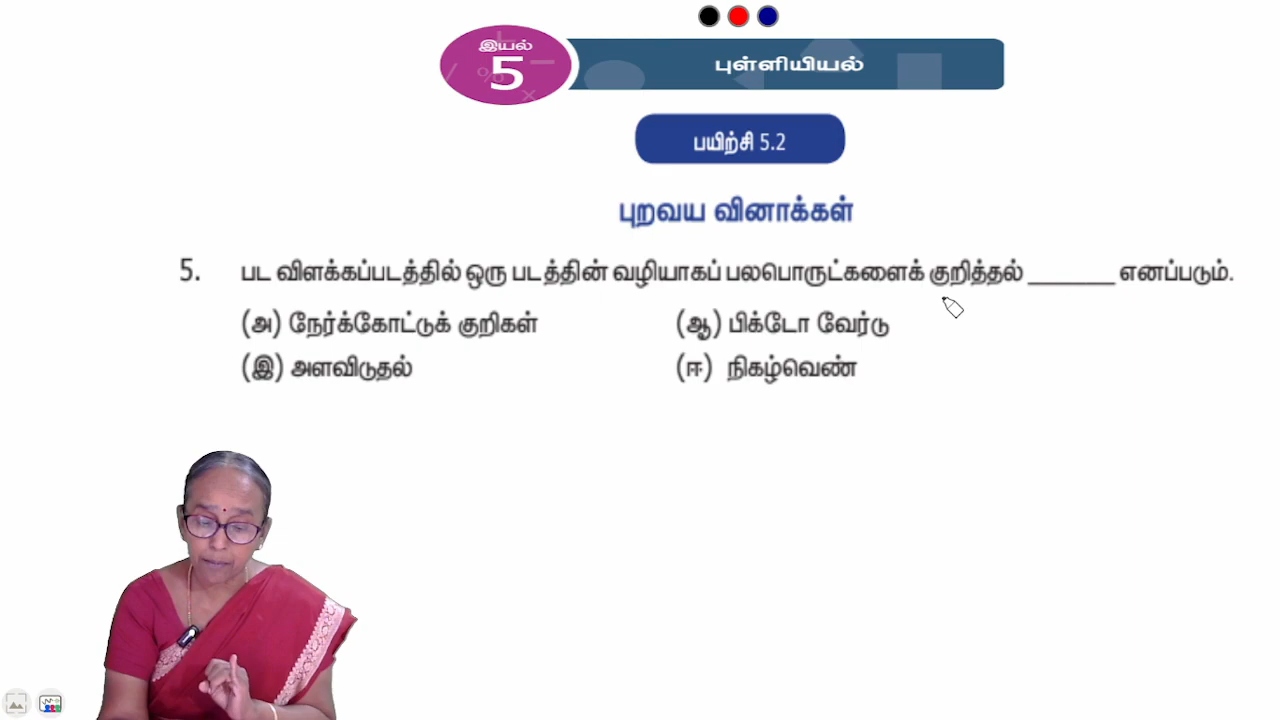 இயல்
5
புள்ளியியல்
பயிற்சி 5.2
புறவய வினாக்கள்
5. பட விளக்கப்படத்தில் ஒரு படத்தின் வழியாகப் பலபொருட்களைக் குறித்தல் _______ எனப்படும்.
(அ) நேர்க்கோட்டுக் குறிகள் (ஆ) பிக்டோ வேர்டு
(இ) அளவிடுதல் (ஈ) நிகழ்வெண்